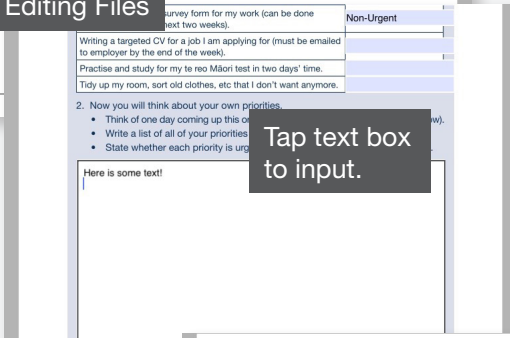 Editing Files
survey form for my work (can be done
next two weeks).
Non-Urgent
Writing a targeted CV for a job I am applying for (must be emailed
to employer by the end of the week).
Practise and study for my te reo Māori test in two days' time.
Tidy up my room, sort old clothes, etc that I don't want anymore.
2. Now you will think about your own priorities.
• Think of one day coming up this
• Write a list of all of your priorities
• State whether each priority is
Tap text box
to input.
Here is some text!